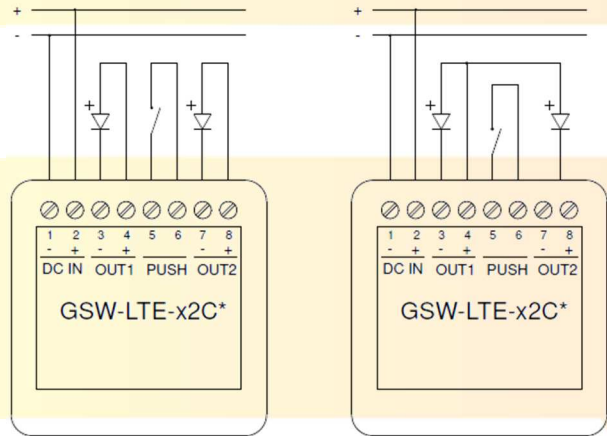 +
-
+
+
1 2 3 4 5 6 7 8
- + - + - +
DC IN OUT1 PUSH OUT2
GSW-LTE-x2C*
+
-
+
+
1 2 3 4 5 6 7 8
- + - + - +
DC IN OUT1 PUSH OUT2
GSW-LTE-x2C*